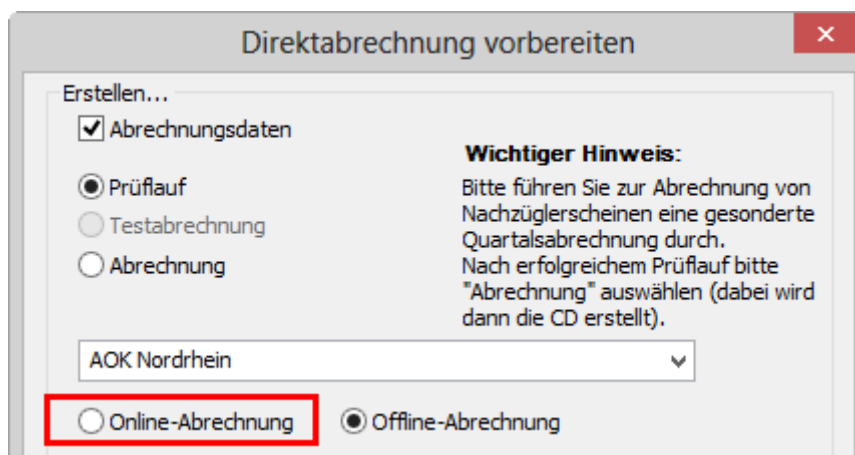 Direktabrechnung vorbereiten
Erstellen...
Abrechnungsdaten
Wichtiger Hinweis:
Prüflauf
Testabrechnung
Abrechnung
Bitte führen Sie zur Abrechnung von
Nachzüglerscheinen eine gesonderte
Quartalsabrechnung durch.
Nach erfolgreichem Prüflauf bitte
"Abrechnung" auswählen (dabei wird
dann die CD erstellt).
AOK Nordrhein
Online-Abrechnung
Offline-Abrechnung